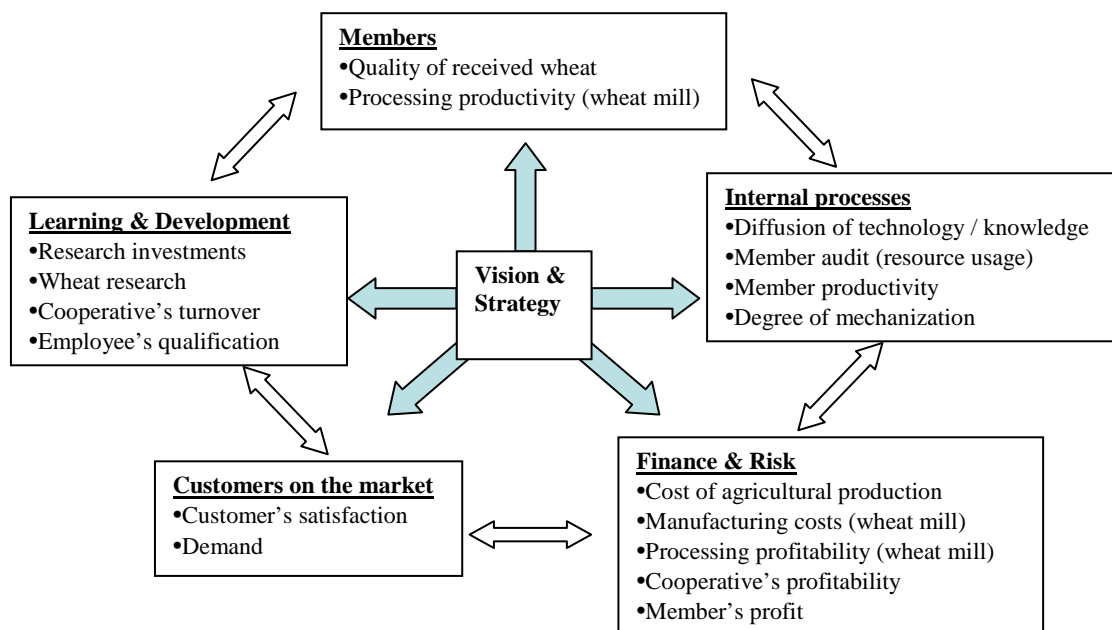 Members
•Quality of received wheat
•Processing productivity (wheat mill)
Learning & Development
•Research investments
•Wheat research
•Cooperative’s turnover
•Employee’s qualification
Vision &
Strategy
Internal processes
•Diffusion of technology / knowledge
•Member audit (resource usage)
•Member productivity
•Degree of mechanization
Customers on the market
•Customer’s satisfaction
•Demand
Finance & Risk
•Cost of agricultural production
•Manufacturing costs (wheat mill)
•Processing profitability (wheat mill)
•Cooperative’s profitability
•Member’s profit